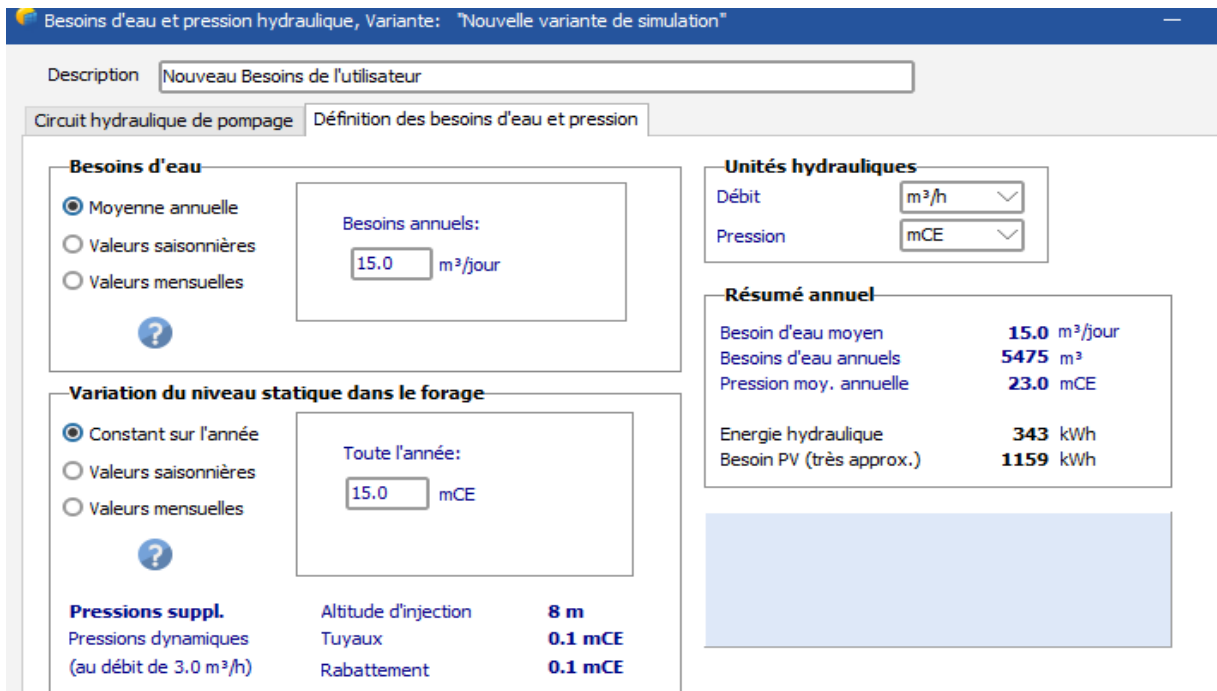 Besoins d'eau et pression hydraulique, Variante: "Nouvelle variante de simulation"
Description Nouveau Besoins de l'utilisateur
Circuit hydraulique de pompage Définition des besoins d'eau et pression
Besoins d'eau
Moyenne annuelle
Valeurs saisonnières
Valeurs mensuelles
?
Besoins annuels:
15.0 m³/jour
Variation du niveau statique dans le forage
Constant sur l'année
Valeurs saisonnières
Valeurs mensuelles
?
Toute l'année:
15.0 mCE
Pressions suppl. Altitude d'injection 8 m
Pressions dynamiques Tuyaux 0.1 mCE
(au débit de 3.0 m³/h) Rabattement 0.1 mCE
Unités hydrauliques
Débit m³/h
Pression mCE
Résumé annuel
Besoin d'eau moyen 15.0 m³/jour
Besoins d'eau annuels 5475 m³
Pression moy. annuelle 23.0 mCE
Energie hydraulique 343 kWh
Besoin PV (très approx.) 1159 kWh